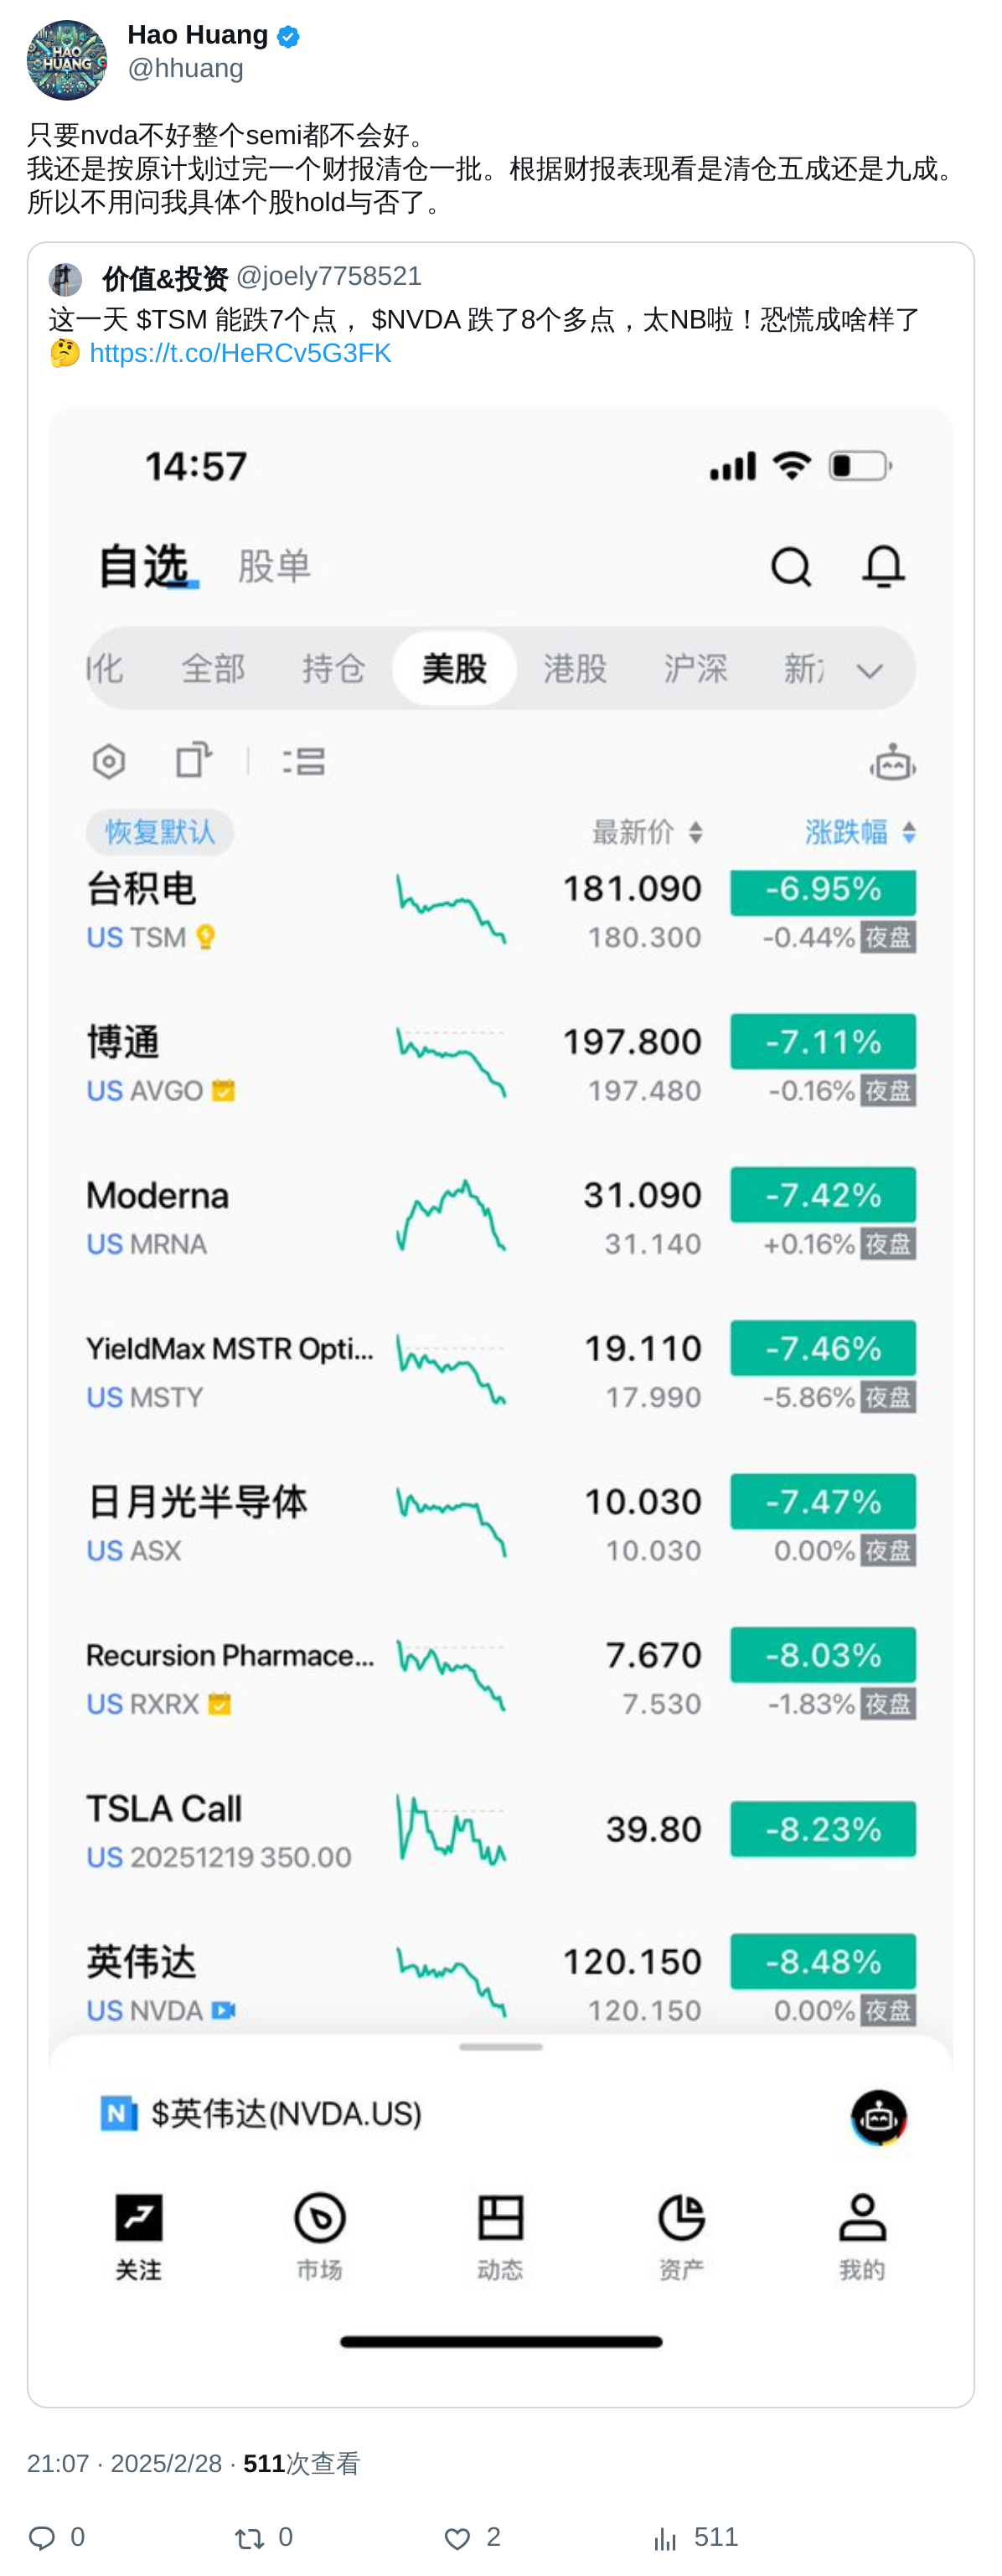 HAO
HUANG
Hao Huang
@hhuang
只要nvda不好整个semi都不会好。
我还是按原计划过完一个财报清仓一批。根据财报表现看是清仓五成还是九成。
所以不用问我具体个股hold与否了。
价值&投资 @joely7758521
这一天 $TSM 能跌7个点， $NVDA 跌了8个多点，太NB啦！恐慌成啥样了
🤔 https://t.co/HeRCv5G3FK
14:57
自选 股单
化 全部 持仓 美股 港股 沪深 新
恢复默认 最新价 涨跌幅
台积电 181.090 -6.95%
US TSM 180.300 -0.44% 夜盘
博通 197.800 -7.11%
US AVGO 197.480 -0.16% 夜盘
Moderna 31.090 -7.42%
US MRNA 31.140 +0.16% 夜盘
YieldMax MSTR Opti... 19.110 -7.46%
US MSTY 17.990 -5.86% 夜盘
日月光半导体 10.030 -7.47%
US ASX 10.030 0.00% 夜盘
Recursion Pharmace... 7.670 -8.03%
US RXRX 7.530 -1.83% 夜盘
TSLA Call 39.80 -8.23%
US 20251219 350.00
英伟达 120.150 -8.48%
US NVDA 120.150 0.00% 夜盘
N $英伟达(NVDA.US)
关注 市场 动态 资产 我的
21:07 · 2025/2/28 · 511次查看
0 0 2 511